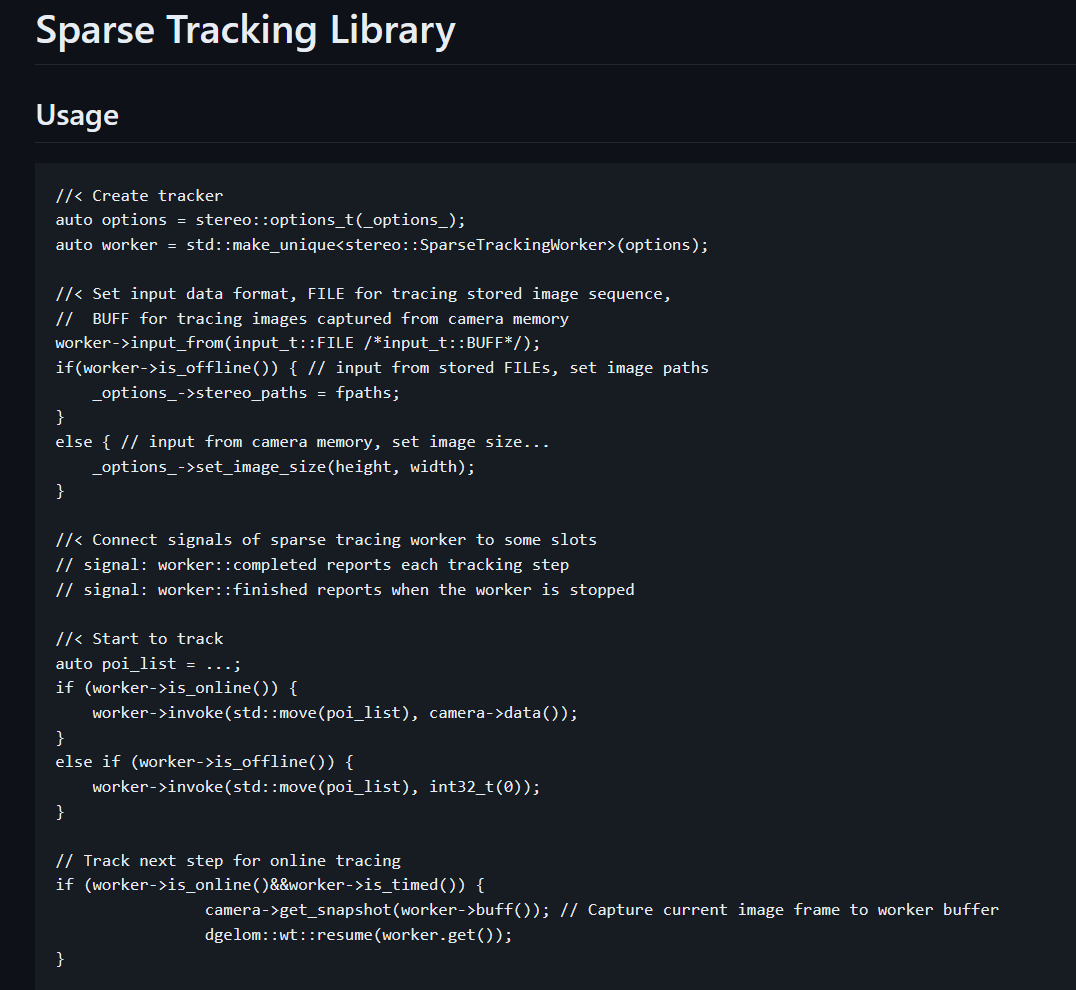 Sparse Tracking Library
Usage
//< Create tracker
auto options = stereo::options_t(_options_);
auto worker = std::make_unique<stereo::SparseTrackingWorker>(options);
//< Set input data format, FILE for tracing stored image sequence,
//  BUFF for tracing images captured from camera memory
worker->input_from(input_t::FILE /*input_t::BUFF*/);
if(worker->is_offline()) { // input from stored FILEs, set image paths
    _options_->stereo_paths = fpaths;
}
else { // input from camera memory, set image size...
    _options_->set_image_size(height, width);
}
//< Connect signals of sparse tracing worker to some slots
// signal: worker::completed reports each tracking step
// signal: worker::finished reports when the worker is stopped
//< Start to track
auto poi_list = ...;
if (worker->is_online()) {
    worker->invoke(std::move(poi_list), camera->data());
}
else if (worker->is_offline()) {
    worker->invoke(std::move(poi_list), int32_t(0));
}
// Track next step for online tracing
if (worker->is_online()&&worker->is_timed()) {
                camera->get_snapshot(worker->buff()); // Capture current image frame to worker buffer
                dgelom::wt::resume(worker.get());
}